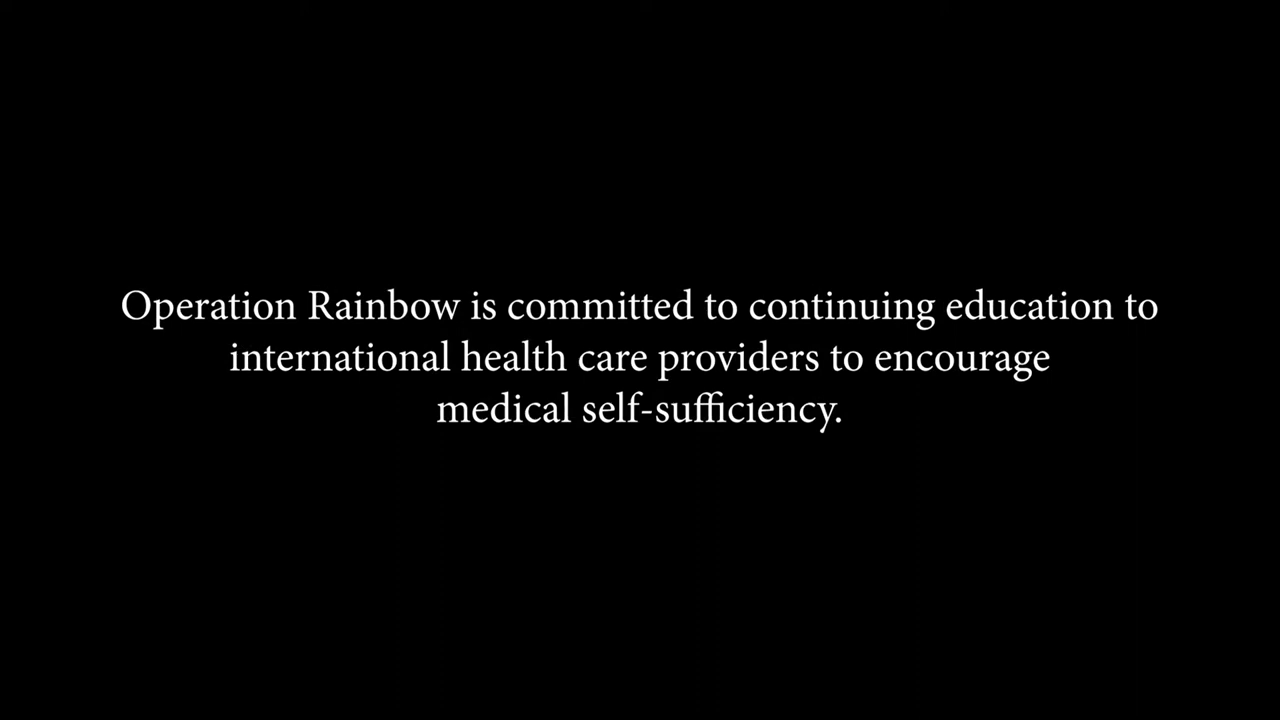 Operation Rainbow is committed to continuing education to
international health care providers to encourage
medical self-sufficiency.